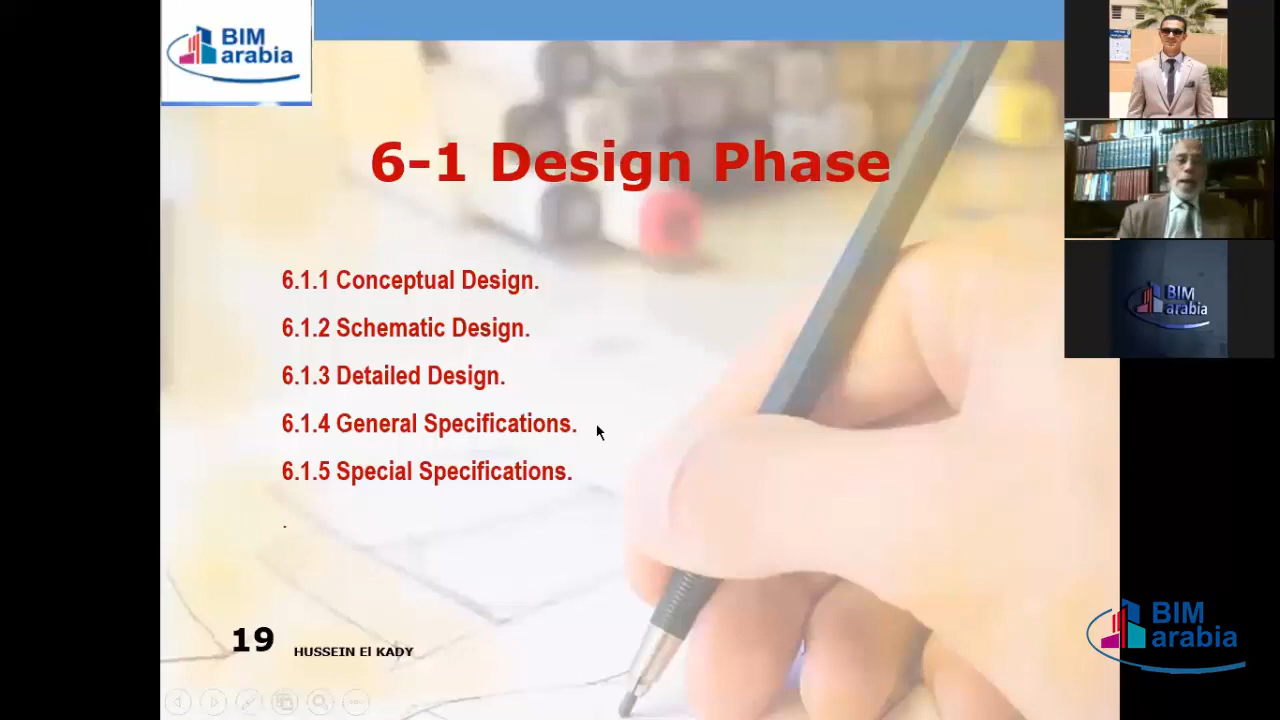 BIM
arabia
6-1 Design Phase
6.1.1 Conceptual Design.
6.1.2 Schematic Design.
6.1.3 Detailed Design.
6.1.4 General Specifications.
6.1.5 Special Specifications.
.
19
HUSSEIN El KADY
BIM
arabia
BIM
arabia